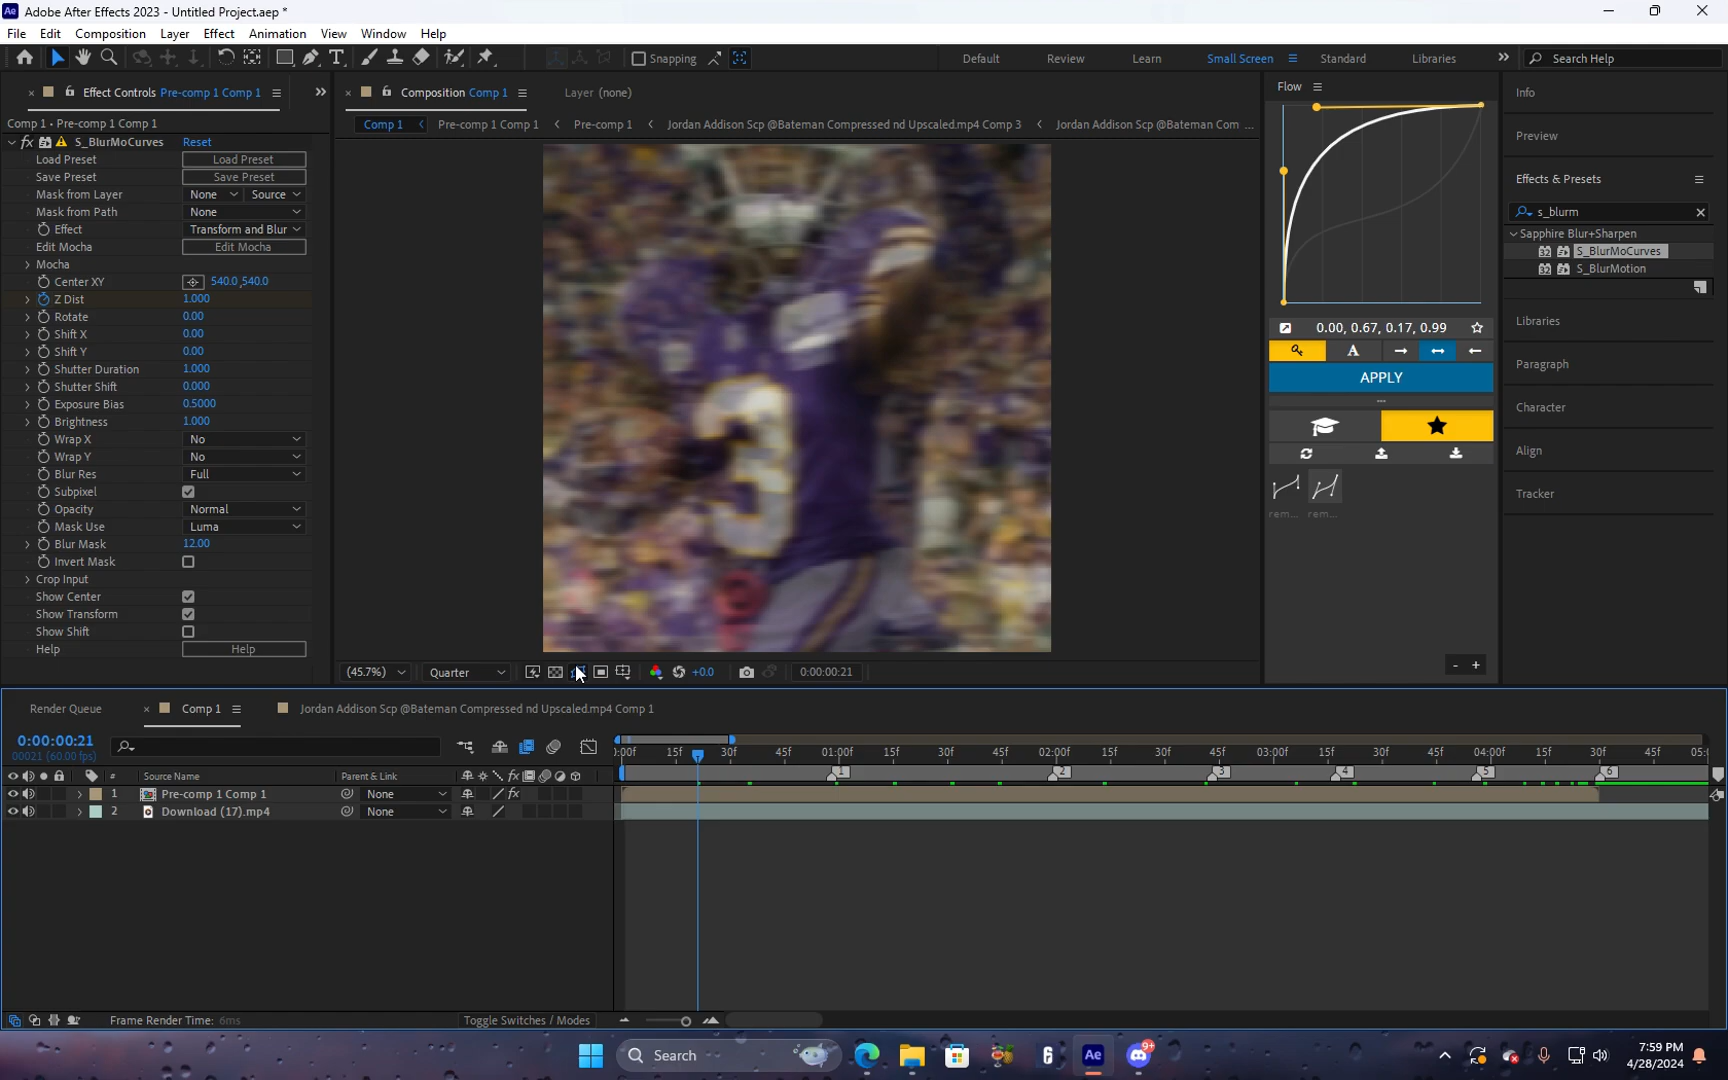 Adobe After Effects 2023 - Untitled Project.aep *
File Edit Composition Layer Effect Animation View Window Help
Snapping Default Review Learn Small Screen Standard Libraries Search Help
Effect Controls Pre-comp 1 Comp 1
Comp 1 • Pre-comp 1 Comp 1
fx S_BlurMoCurves Reset
Load Preset Load Preset
Save Preset Save Preset
Mask from Layer None Source
Mask from Path None
Effect Transform and Blur
Edit Mocha Edit Mocha
Mocha
Center XY 540.0,540.0
Z Dist 1.000
Rotate 0.00
Shift X 0.00
Shift Y 0.00
Shutter Duration 1.000
Shutter Shift 0.000
Exposure Bias 0.5000
Brightness 1.000
Wrap X No
Wrap Y No
Blur Res Full
Subpixel
Opacity Normal
Mask Use Luma
Blur Mask 12.00
Invert Mask
Crop Input
Show Center
Show Transform
Show Shift
Help Help
Composition Comp 1 Layer (none)
Comp 1 Pre-comp 1 Comp 1 Pre-comp 1 Jordan Addison Scp @Bateman Compressed nd Upscaled.mp4 Comp 3 Jordan Addison Scp @Bateman Com ...
3
(45.7%) Quarter +0.0 0:00:00:21
Flow
0.00, 0.67, 0.17, 0.99
A
APPLY
rem... rem...
- +
Info
Preview
Effects & Presets
s_blurm
Sapphire Blur+Sharpen
32 S_BlurMoCurves
32 S_BlurMotion
Libraries
Paragraph
Character
Align
Tracker
Render Queue Comp 1 Jordan Addison Scp @Bateman Compressed nd Upscaled.mp4 Comp 1
0:00:00:21
00021 (60.00 fps)
:00f 15f 30f 45f 01:00f 15f 30f 45f 02:00f 15f 30f 45f 03:00f 15f 30f 45f 04:00f 15f 30f 45f 05:
# Source Name Parent & Link fx
1 2 3 4 5 6
1 Pre-comp 1 Comp 1 None fx
2 Download (17).mp4 None
Frame Render Time: 6ms Toggle Switches / Modes
Search Ae 9+ 7:59 PM
4/28/2024